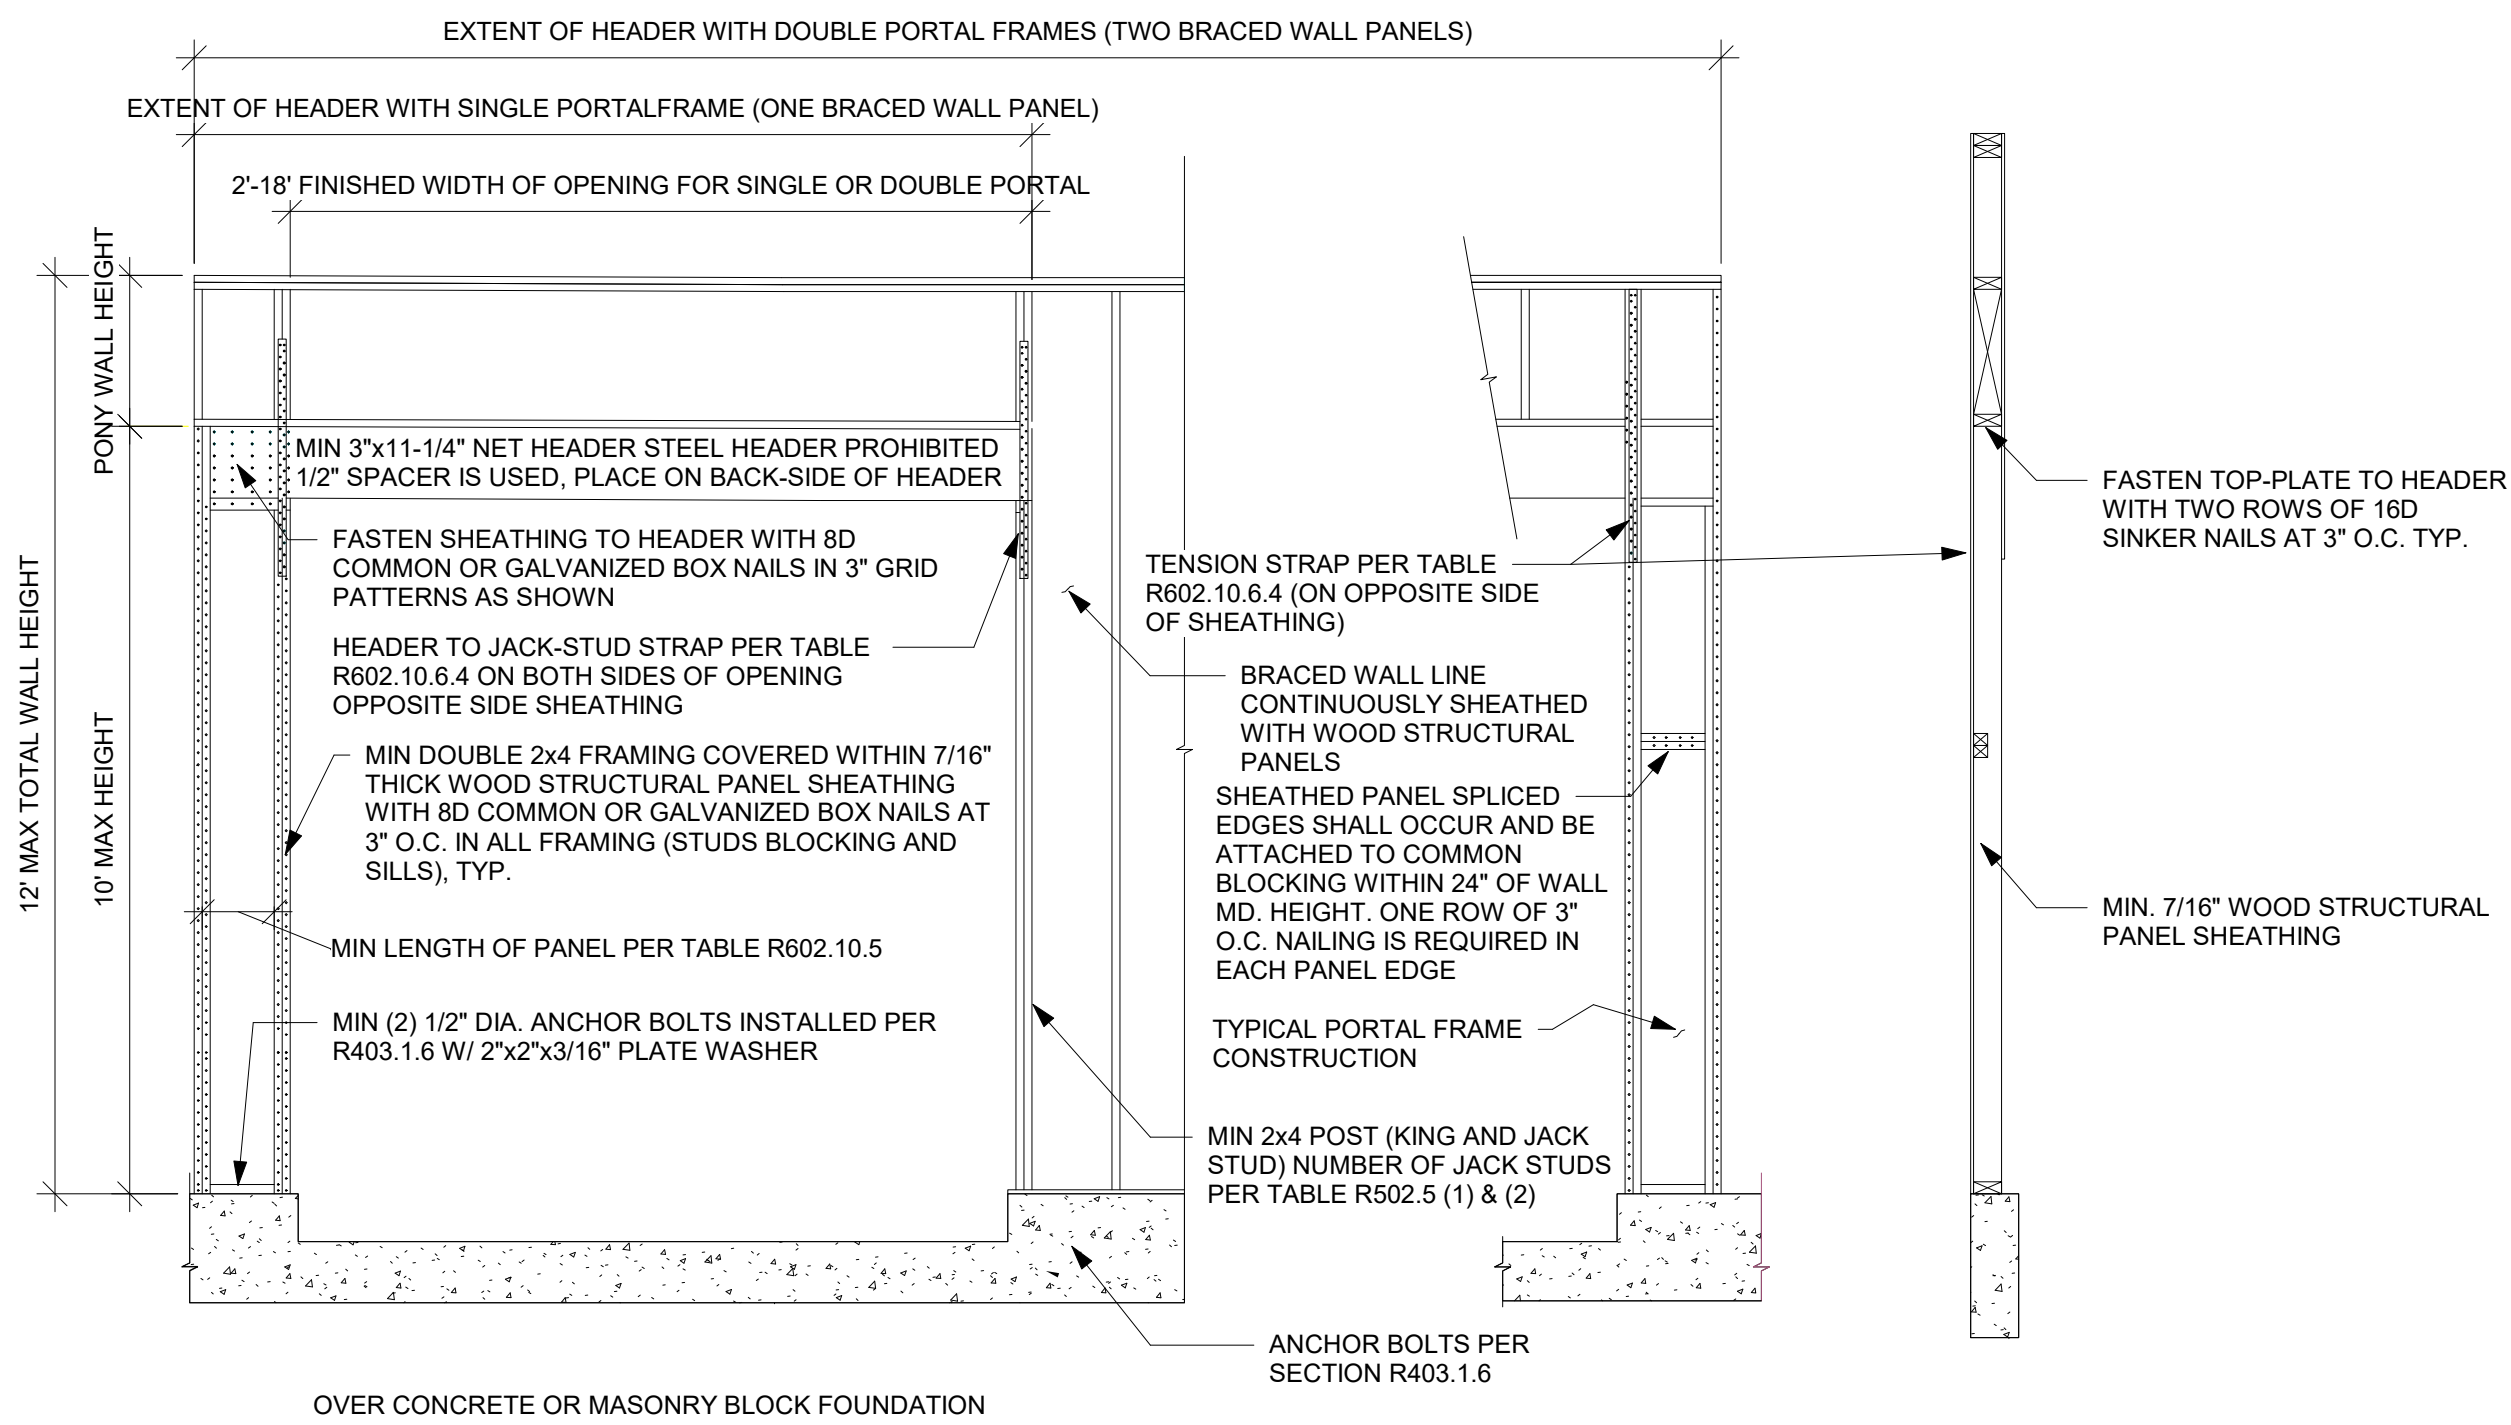 EXTENT OF HEADER WITH DOUBLE PORTAL FRAMES (TWO BRACED WALL PANELS)
EXTENT OF HEADER WITH SINGLE PORTALFRAME (ONE BRACED WALL PANEL)
2'-18' FINISHED WIDTH OF OPENING FOR SINGLE OR DOUBLE PORTAL
PONY WALL HEIGHT
12' MAX TOTAL WALL HEIGHT
10' MAX HEIGHT
MIN 3"x11-1/4" NET HEADER STEEL HEADER PROHIBITED
1/2" SPACER IS USED, PLACE ON BACK-SIDE OF HEADER
FASTEN SHEATHING TO HEADER WITH 8D
COMMON OR GALVANIZED BOX NAILS IN 3" GRID
PATTERNS AS SHOWN
HEADER TO JACK-STUD STRAP PER TABLE
R602.10.6.4 ON BOTH SIDES OF OPENING
OPPOSITE SIDE SHEATHING
MIN DOUBLE 2x4 FRAMING COVERED WITHIN 7/16"
THICK WOOD STRUCTURAL PANEL SHEATHING
WITH 8D COMMON OR GALVANIZED BOX NAILS AT
3" O.C. IN ALL FRAMING (STUDS BLOCKING AND
SILLS), TYP.
MIN LENGTH OF PANEL PER TABLE R602.10.5
MIN (2) 1/2" DIA. ANCHOR BOLTS INSTALLED PER
R403.1.6 W/ 2"x2"x3/16" PLATE WASHER
TENSION STRAP PER TABLE
R602.10.6.4 (ON OPPOSITE SIDE
OF SHEATHING)
BRACED WALL LINE
CONTINUOUSLY SHEATHED
WITH WOOD STRUCTURAL
PANELS
SHEATHED PANEL SPLICED
EDGES SHALL OCCUR AND BE
ATTACHED TO COMMON
BLOCKING WITHIN 24" OF WALL
MD. HEIGHT. ONE ROW OF 3"
O.C. NAILING IS REQUIRED IN
EACH PANEL EDGE
TYPICAL PORTAL FRAME
CONSTRUCTION
MIN 2x4 POST (KING AND JACK
STUD) NUMBER OF JACK STUDS
PER TABLE R502.5 (1) & (2)
ANCHOR BOLTS PER
SECTION R403.1.6
FASTEN TOP-PLATE TO HEADER
WITH TWO ROWS OF 16D
SINKER NAILS AT 3" O.C. TYP.
MIN. 7/16" WOOD STRUCTURAL
PANEL SHEATHING
OVER CONCRETE OR MASONRY BLOCK FOUNDATION